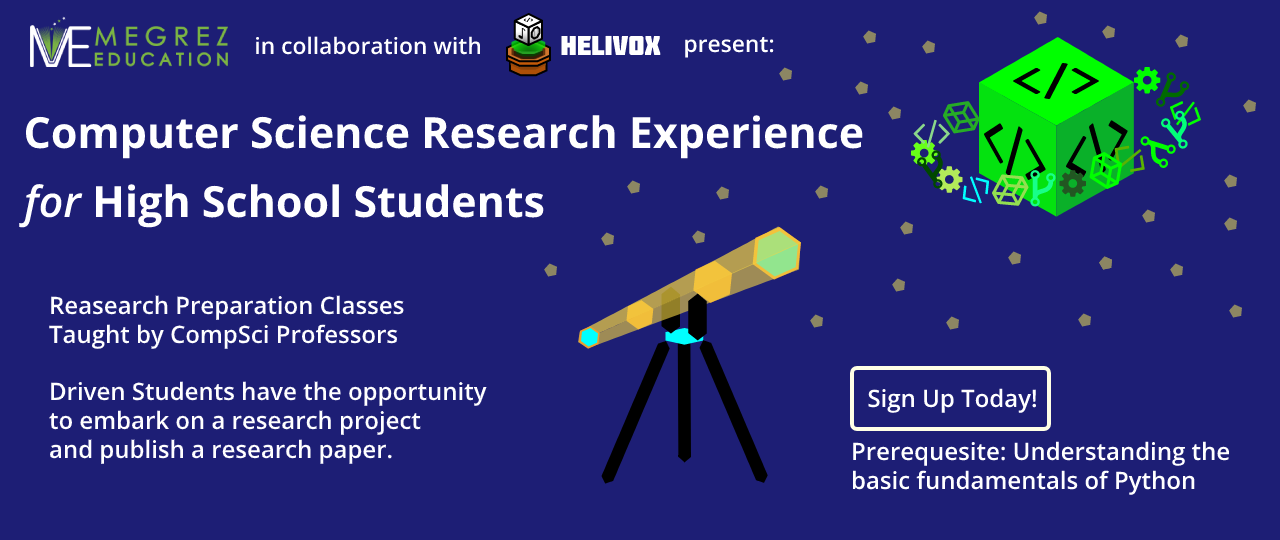 MEGREZ
EDUCATION
in collaboration with
HELIVOX
present:
Computer Science Research Experience
for High School Students
Reasearch Preparation Classes
Taught by CompSci Professors
Driven Students have the opportunity
to embark on a research project
and publish a research paper.
Sign Up Today!
Prerequesite: Understanding the
basic fundamentals of Python